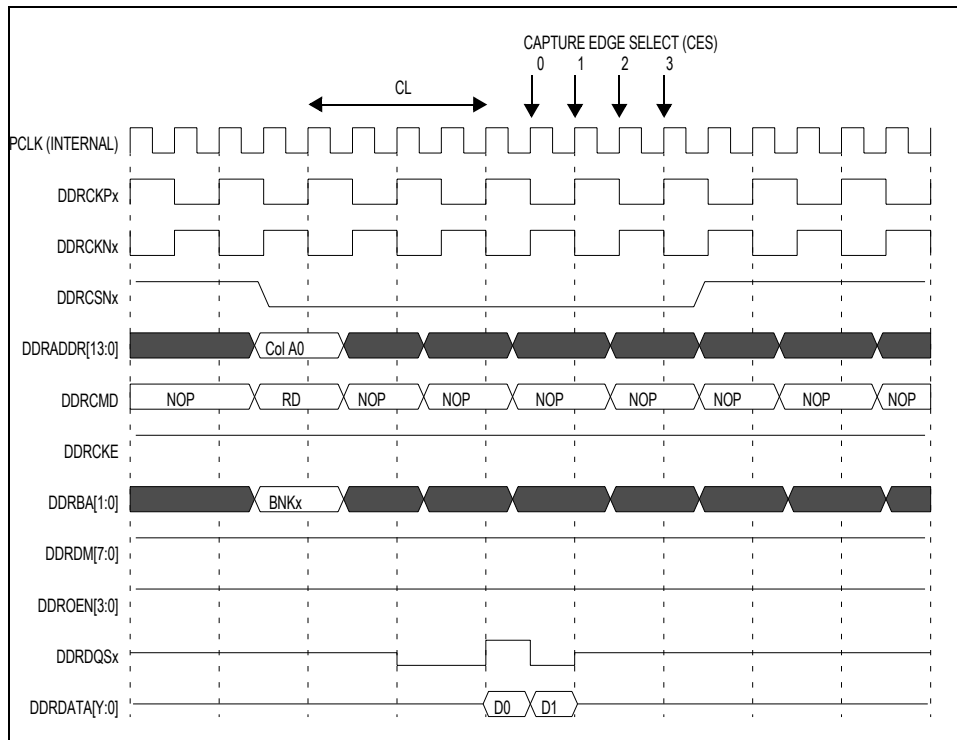 CAPTURE EDGE SELECT (CES)
0 1 2 3
CL
PCLK (INTERNAL)
DDRCKPx
DDRCKNx
DDRCSNx
DDRADDR[13:0] Col A0
DDRCMD NOP RD NOP NOP NOP NOP NOP NOP NOP
DDRCKE
DDRBA[1:0] BNKx
DDRDM[7:0]
DDROEN[3:0]
DDRDQSx
DDRDATA[Y:0] D0 D1